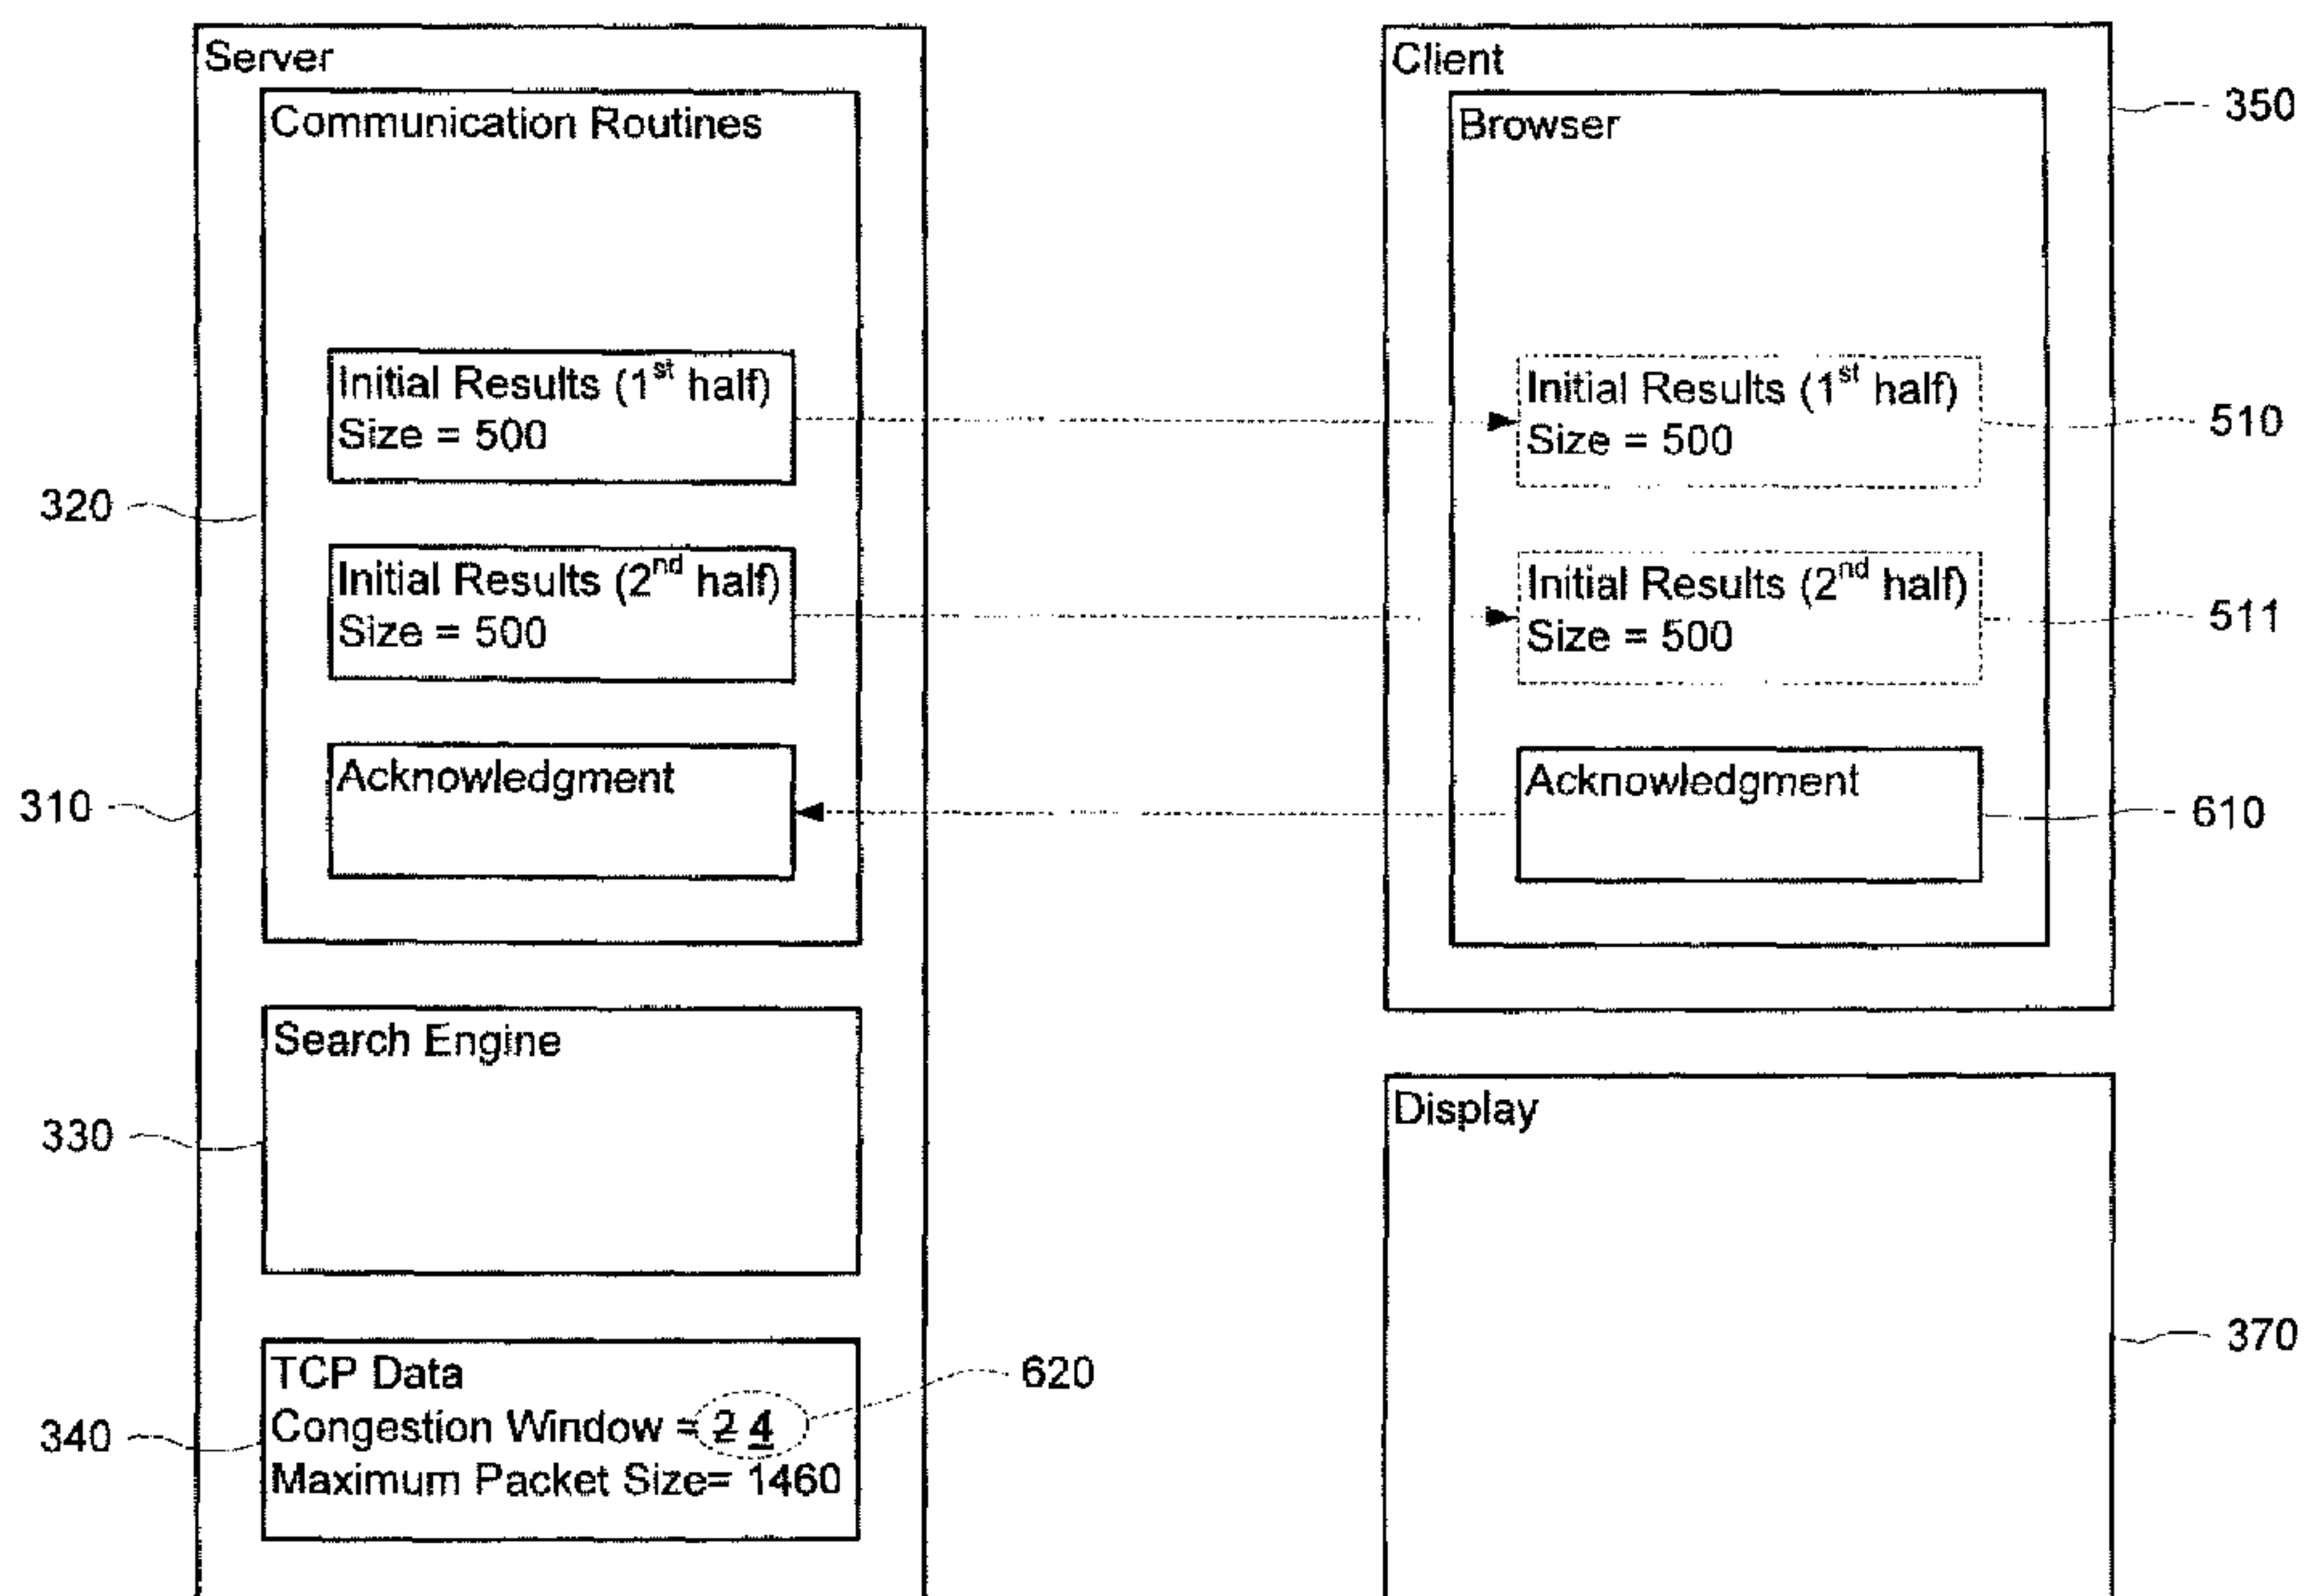 Server
Communication Routines
Initial Results (1st half)
Size = 500
Initial Results (2nd half)
Size = 500
Acknowledgment
Search Engine
TCP Data
Congestion Window = 2 4
Maximum Packet Size= 1460
320
310
330
340
620
Client
Browser
Initial Results (1st half)
Size = 500
Initial Results (2nd half)
Size = 500
Acknowledgment
Display
350
510
511
610
370